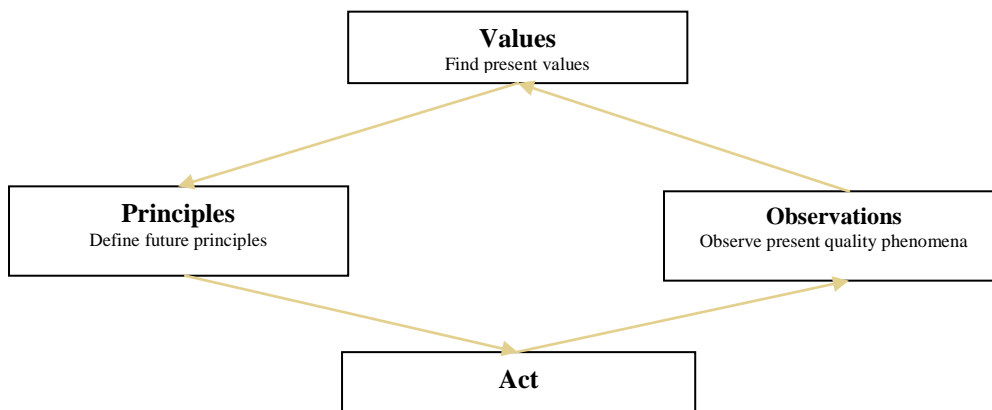 Values
Find present values
Principles
Define future principles
Observations
Observe present quality phenomena
Act